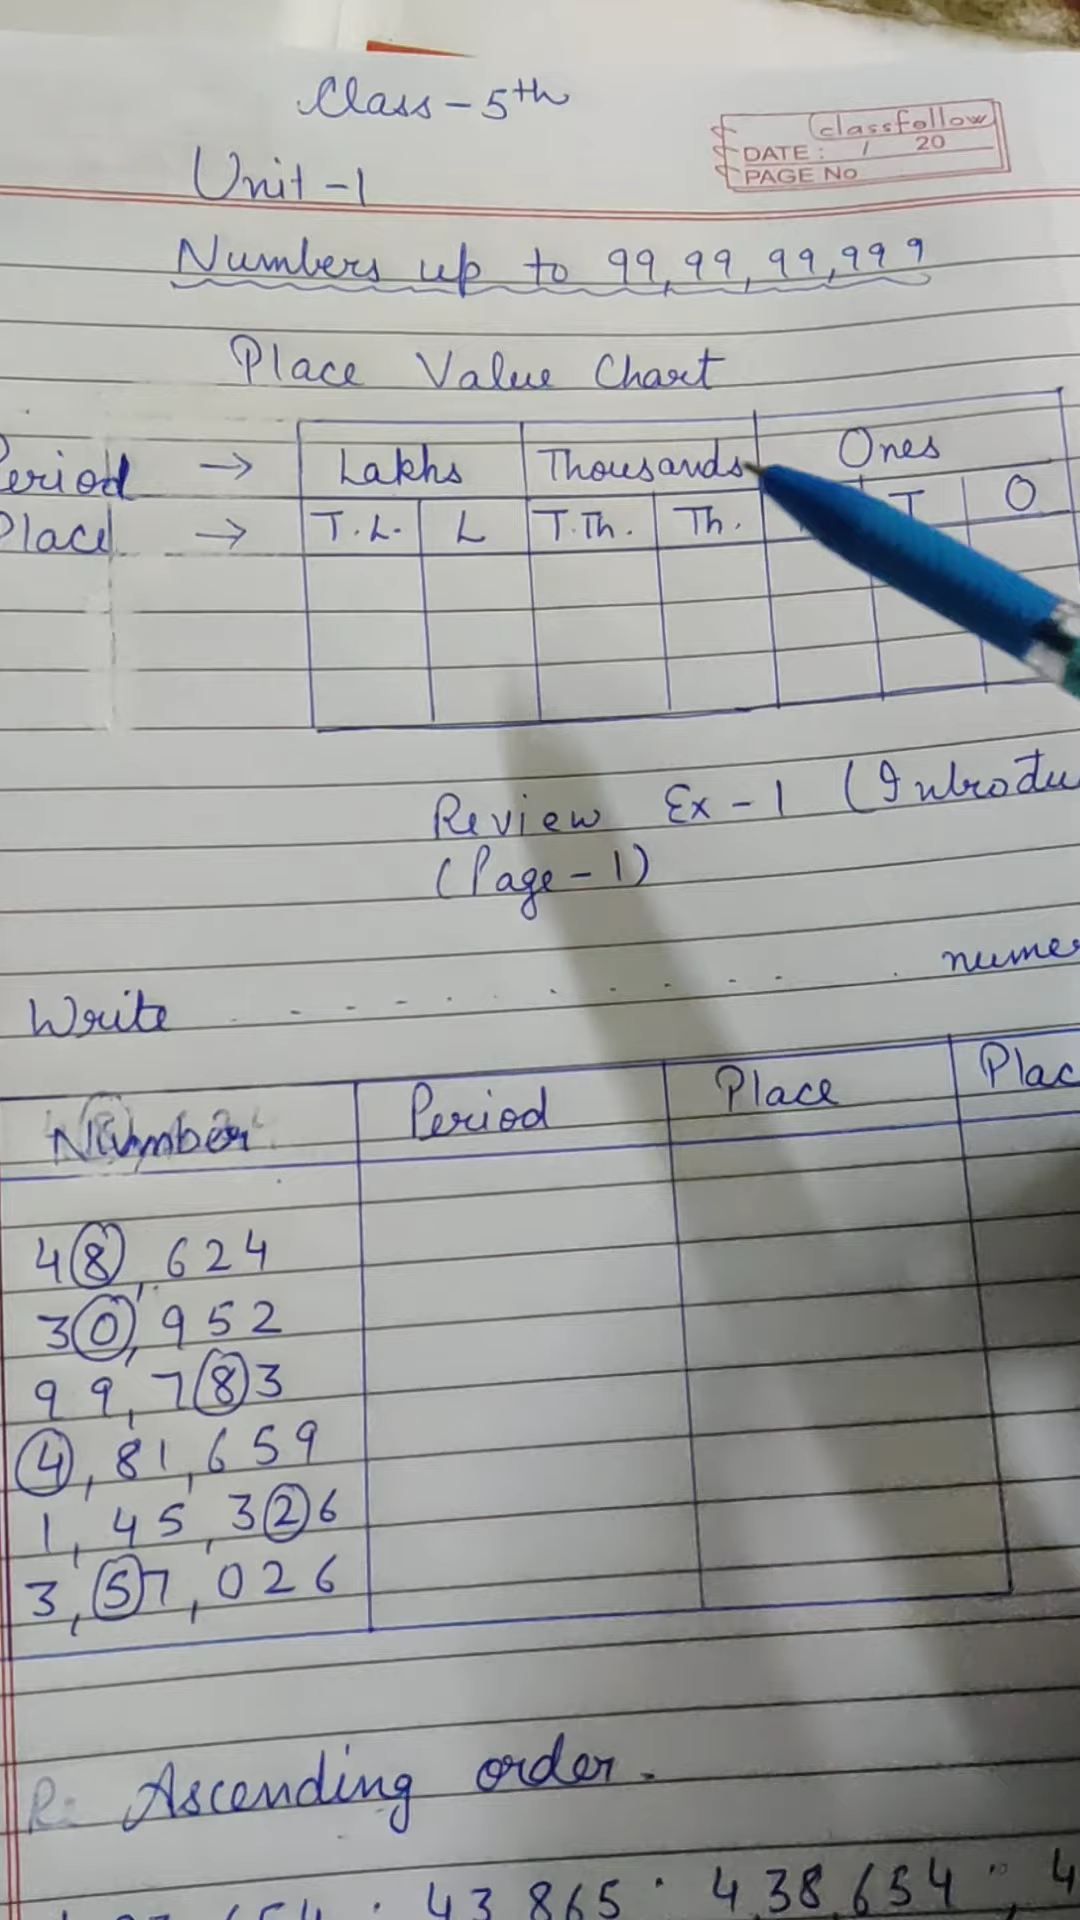 Class - 5th
classfollow
DATE : / 20
PAGE No
Unit - 1
Numbers up to 99,99,99,999
Place Value Chart
Period → Lakhs Thousands Ones
Place → T.L. L T.Th. Th. T O
Review Ex - 1 (Introdu
(Page - 1)
Write . . . . . . . . . . . nume
Number Period Place Plac
48,624
30,952
99,783
4,81,659
1,45,326
3,57,026
Ascending order.
43 865 4,38,654 4